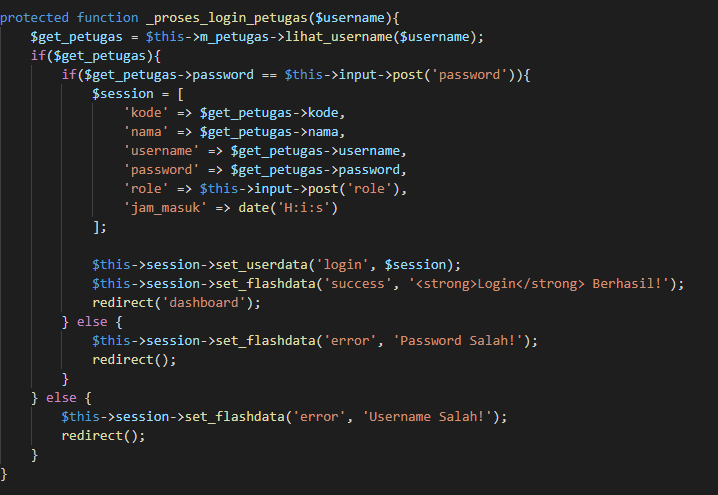 protected function _proses_login_petugas($username){
    $get_petugas = $this->m_petugas->lihat_username($username);
    if($get_petugas){
        if($get_petugas->password == $this->input->post('password')){
            $session = [
                'kode' => $get_petugas->kode,
                'nama' => $get_petugas->nama,
                'username' => $get_petugas->username,
                'password' => $get_petugas->password,
                'role' => $this->input->post('role'),
                'jam_masuk' => date('H:i:s')
            ];

            $this->session->set_userdata('login', $session);
            $this->session->set_flashdata('success', '<strong>Login</strong> Berhasil!');
            redirect('dashboard');
        } else {
            $this->session->set_flashdata('error', 'Password Salah!');
            redirect();
        }
    } else {
        $this->session->set_flashdata('error', 'Username Salah!');
        redirect();
    }
}